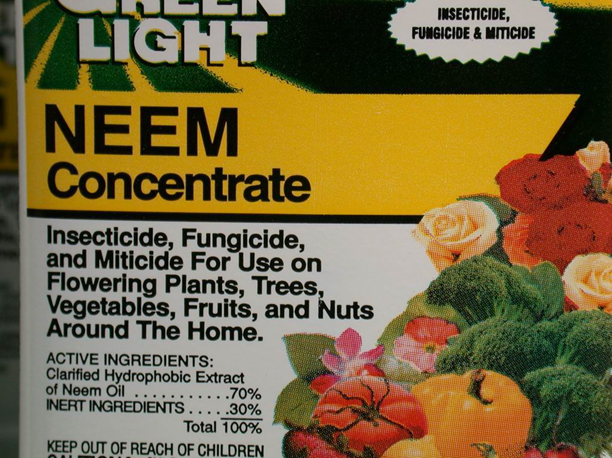 GREEN
LIGHT
INSECTICIDE,
FUNGICIDE & MITICIDE
NEEM
Concentrate
Insecticide, Fungicide,
and Miticide For Use on
Flowering Plants, Trees,
Vegetables, Fruits, and Nuts
Around The Home.
ACTIVE INGREDIENTS:
Clarified Hydrophobic Extract
of Neem Oil . . . . . . . . . . .70%
INERT INGREDIENTS . . . . .30%
Total 100%
KEEP OUT OF REACH OF CHILDREN